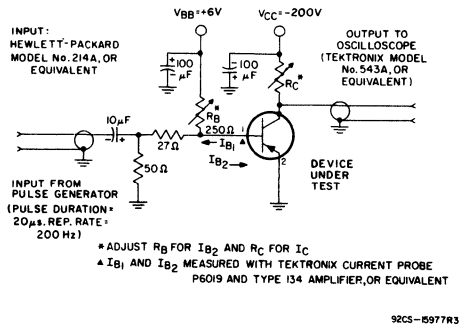 INPUT:
HEWLETT-PACKARD
MODEL No. 214A, OR
EQUIVALENT
VBB=+6V
VCC=-200V
OUTPUT TO
OSCILLOSCOPE
(TEKTRONIX MODEL
No. 543A, OR
EQUIVALENT)
+ 100
- µF
- 100
+ µF
RB*
RC*
10µF
- +
27Ω
250Ω
50Ω
IB1
▲ 1
IB2
2
DEVICE
UNDER
TEST
INPUT FROM
PULSE GENERATOR
(PULSE DURATION=
20µs. REP. RATE=
200 Hz)
* ADJUST RB FOR IB2 AND RC FOR IC
▲ IB1 AND IB2 MEASURED WITH TEKTRONIX CURRENT PROBE
P6019 AND TYPE 134 AMPLIFIER, OR EQUIVALENT
92CS-15977R3